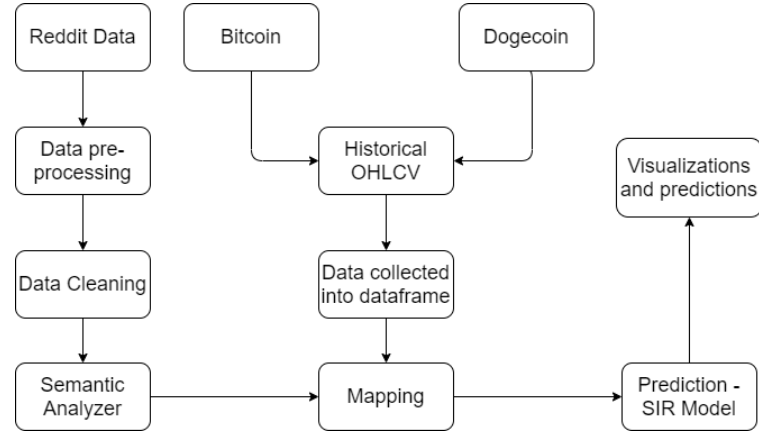 Reddit Data
Bitcoin
Dogecoin
Data pre-
processing
Historical
OHLCV
Visualizations
and predictions
Data Cleaning
Data collected
into dataframe
Semantic
Analyzer
Mapping
Prediction -
SIR Model